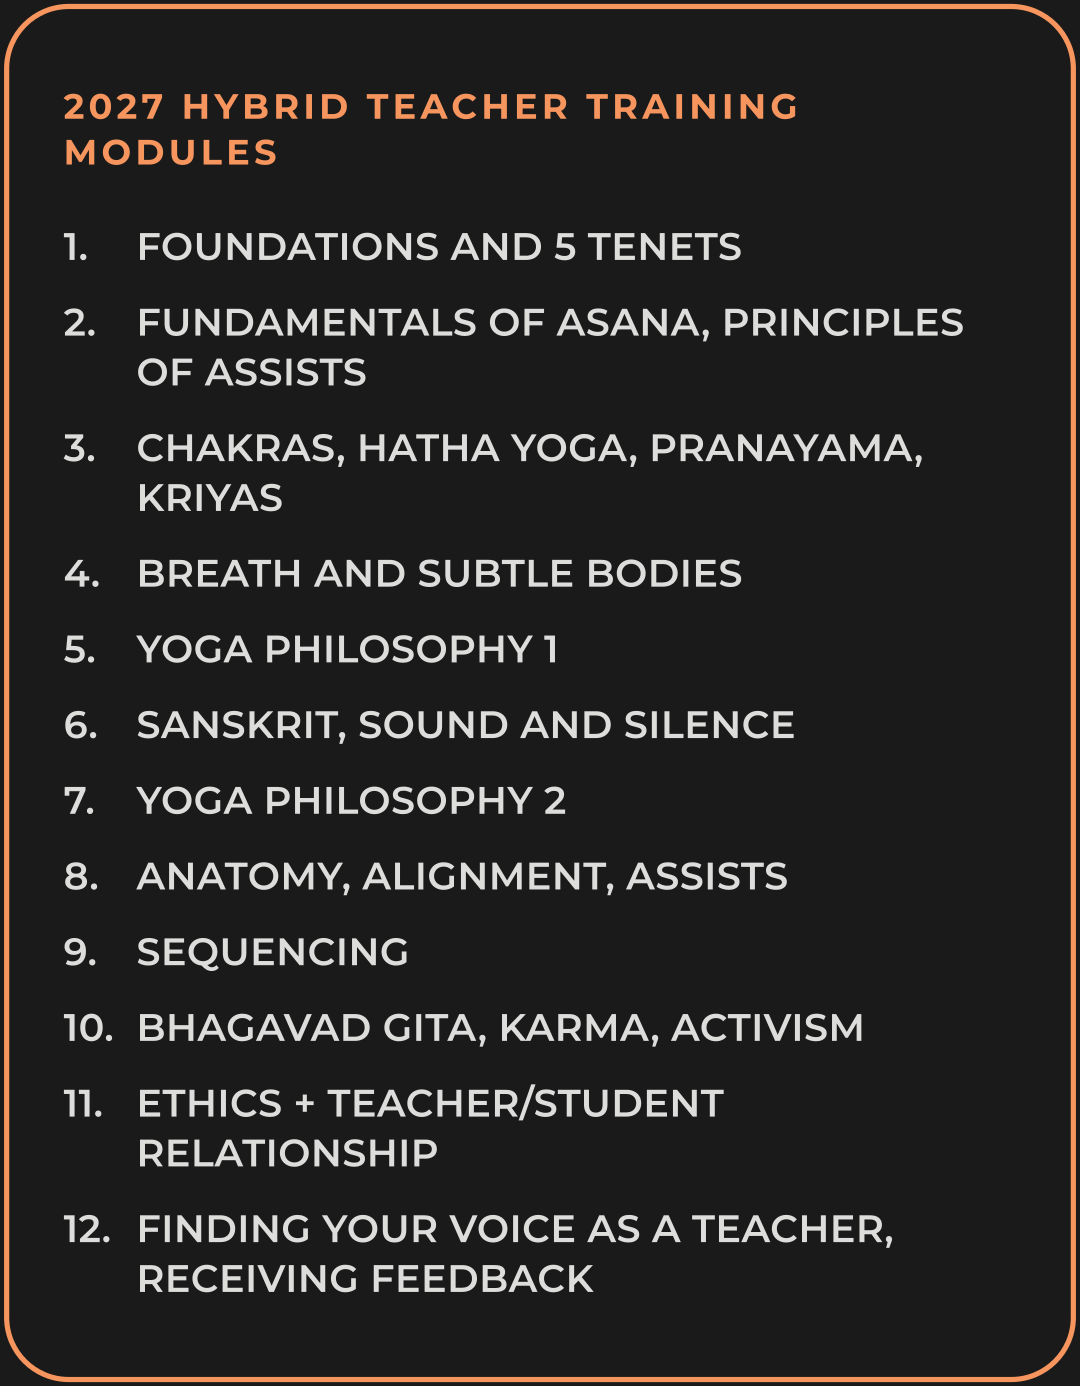 2027 HYBRID TEACHER TRAINING
MODULES
1. FOUNDATIONS AND 5 TENETS
2. FUNDAMENTALS OF ASANA, PRINCIPLES
OF ASSISTS
3. CHAKRAS, HATHA YOGA, PRANAYAMA,
KRIYAS
4. BREATH AND SUBTLE BODIES
5. YOGA PHILOSOPHY 1
6. SANSKRIT, SOUND AND SILENCE
7. YOGA PHILOSOPHY 2
8. ANATOMY, ALIGNMENT, ASSISTS
9. SEQUENCING
10. BHAGAVAD GITA, KARMA, ACTIVISM
11. ETHICS + TEACHER/STUDENT
RELATIONSHIP
12. FINDING YOUR VOICE AS A TEACHER,
RECEIVING FEEDBACK